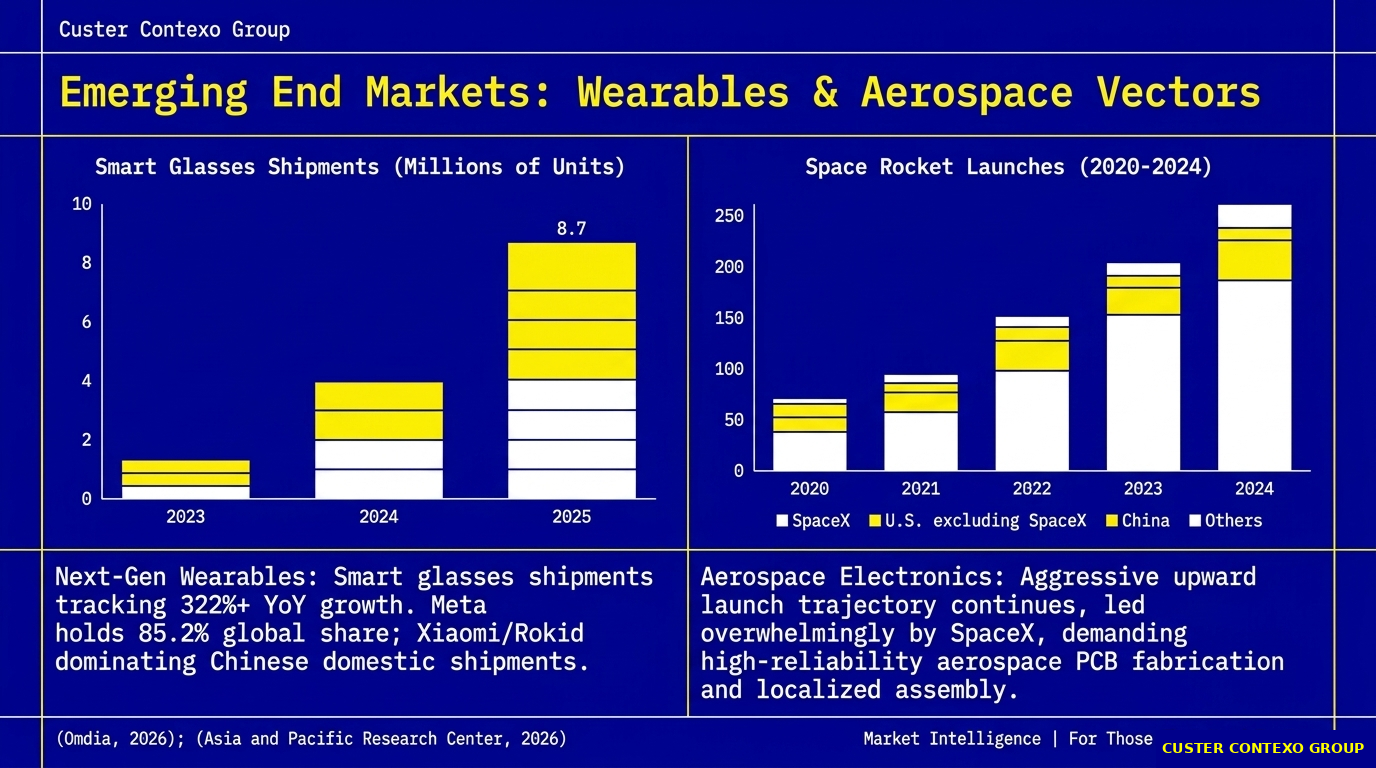 Custer Contexo Group
Emerging End Markets: Wearables & Aerospace Vectors
Smart Glasses Shipments (Millions of Units)
10
8
6
4
2
0
8.7
2023
2024
2025
Space Rocket Launches (2020-2024)
250
200
150
100
50
0
2020
2021
2022
2023
2024
SpaceX
U.S. excluding SpaceX
China
Others
Next-Gen Wearables: Smart glasses shipments
tracking 322%+ YoY growth. Meta
holds 85.2% global share; Xiaomi/Rokid
dominating Chinese domestic shipments.
Aerospace Electronics: Aggressive upward
launch trajectory continues, led
overwhelmingly by SpaceX, demanding
high-reliability aerospace PCB fabrication
and localized assembly.
(Omdia, 2026); (Asia and Pacific Research Center, 2026)
Market Intelligence | For Those
CUSTER CONTEXO GROUP